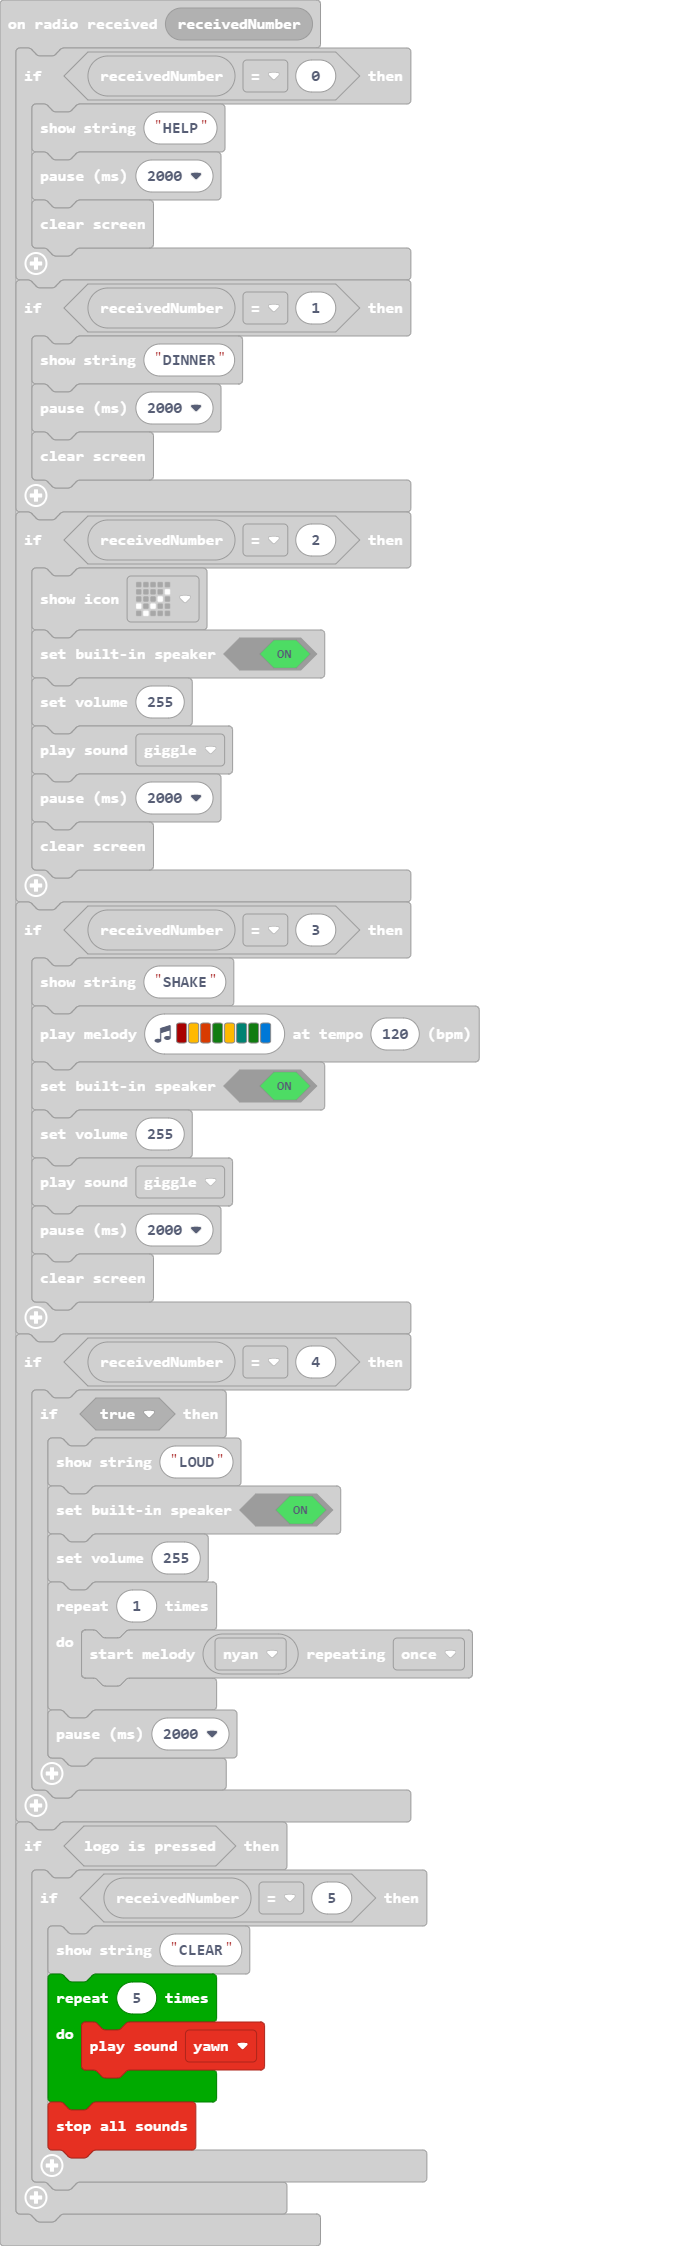 on radio received receivedNumber
if receivedNumber = 0 then
show string "HELP"
pause (ms) 2000
clear screen
if receivedNumber = 1 then
show string "DINNER"
pause (ms) 2000
clear screen
if receivedNumber = 2 then
show icon
set built-in speaker ON
set volume 255
play sound giggle
pause (ms) 2000
clear screen
if receivedNumber = 3 then
show string "SHAKE"
play melody at tempo 120 (bpm)
set built-in speaker ON
set volume 255
play sound giggle
pause (ms) 2000
clear screen
if receivedNumber = 4 then
if true then
show string "LOUD"
set built-in speaker ON
set volume 255
repeat 1 times
do start melody nyan repeating once
pause (ms) 2000
if logo is pressed then
if receivedNumber = 5 then
show string "CLEAR"
repeat 5 times
do play sound yawn
stop all sounds